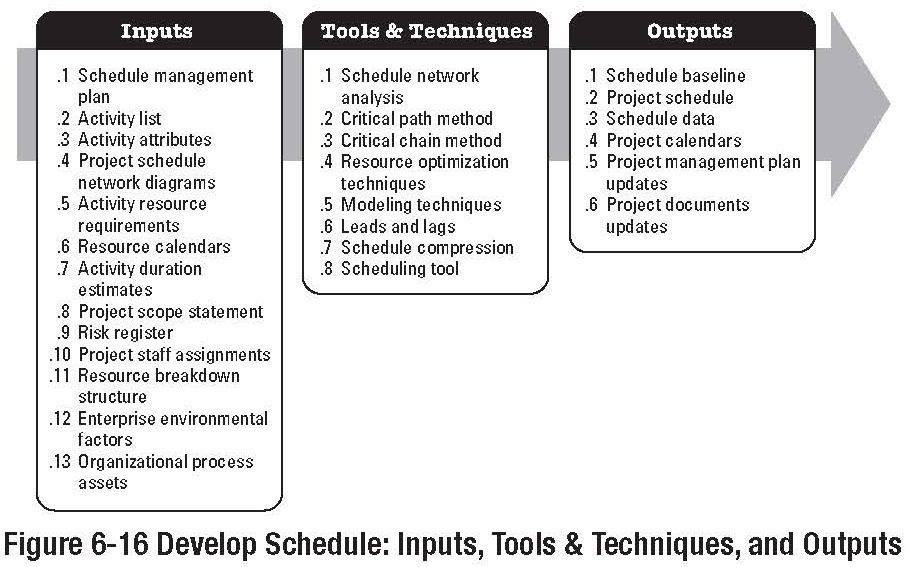 Inputs
.1 Schedule management
plan
.2 Activity list
.3 Activity attributes
.4 Project schedule
network diagrams
.5 Activity resource
requirements
.6 Resource calendars
.7 Activity duration
estimates
.8 Project scope statement
.9 Risk register
.10 Project staff assignments
.11 Resource breakdown
structure
.12 Enterprise environmental
factors
.13 Organizational process
assets
Tools & Techniques
.1 Schedule network
analysis
.2 Critical path method
.3 Critical chain method
.4 Resource optimization
techniques
.5 Modeling techniques
.6 Leads and lags
.7 Schedule compression
.8 Scheduling tool
Outputs
.1 Schedule baseline
.2 Project schedule
.3 Schedule data
.4 Project calendars
.5 Project management plan
updates
.6 Project documents
updates
Figure 6-16 Develop Schedule: Inputs, Tools & Techniques, and Outputs